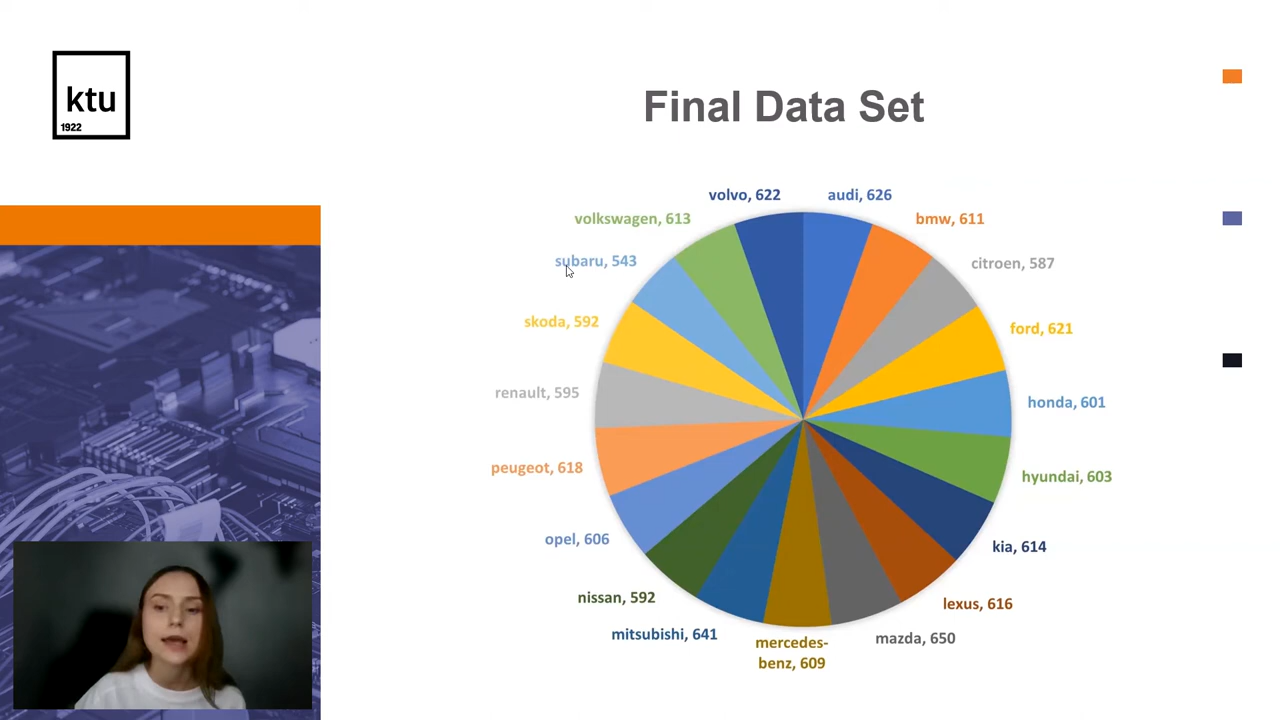 ktu
1922
Final Data Set
volvo, 622
audi, 626
volkswagen, 613
bmw, 611
subaru, 543
citroen, 587
skoda, 592
ford, 621
renault, 595
honda, 601
peugeot, 618
hyundai, 603
opel, 606
kia, 614
nissan, 592
lexus, 616
mitsubishi, 641
mercedes-
benz, 609
mazda, 650